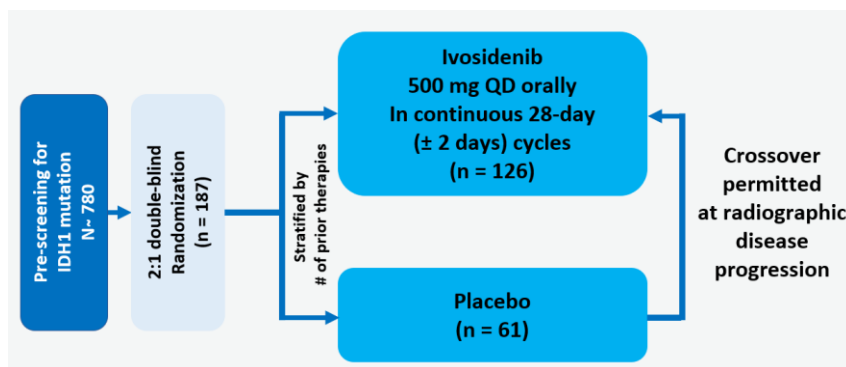 Pre-screening for
IDH1 mutation
N~ 780
2:1 double-blind
Randomization
(n = 187)
Stratified by
# of prior therapies
Ivosidenib
500 mg QD orally
In continuous 28-day
(± 2 days) cycles
(n = 126)
Placebo
(n = 61)
Crossover
permitted
at radiographic
disease
progression